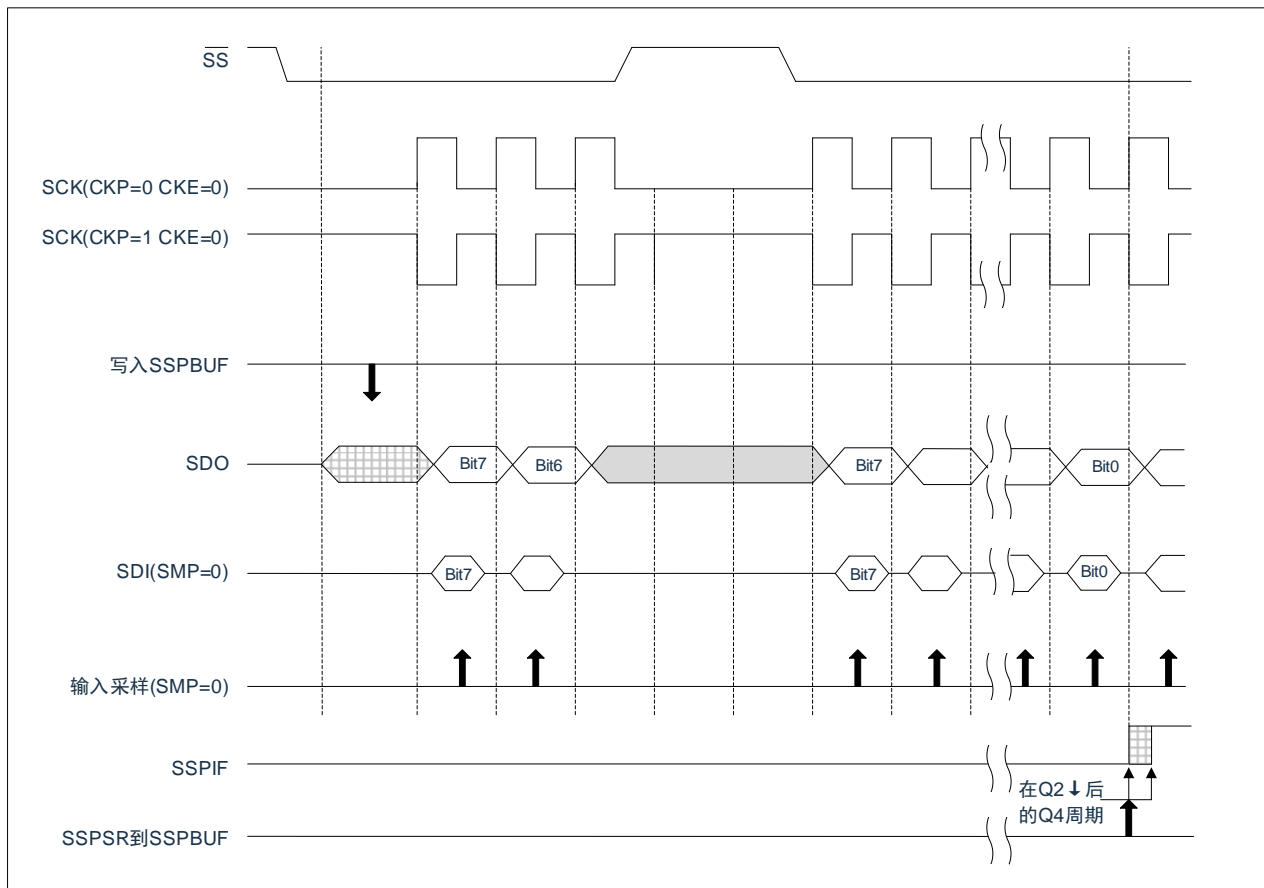 SS
SCK(CKP=0 CKE=0)
SCK(CKP=1 CKE=0)
写入SSPBUF
SDO
Bit7
Bit6
Bit7
Bit0
SDI(SMP=0)
Bit7
Bit7
Bit0
输入采样(SMP=0)
SSPIF
在Q2↓后
的Q4周期
SSPSR到SSPBUF